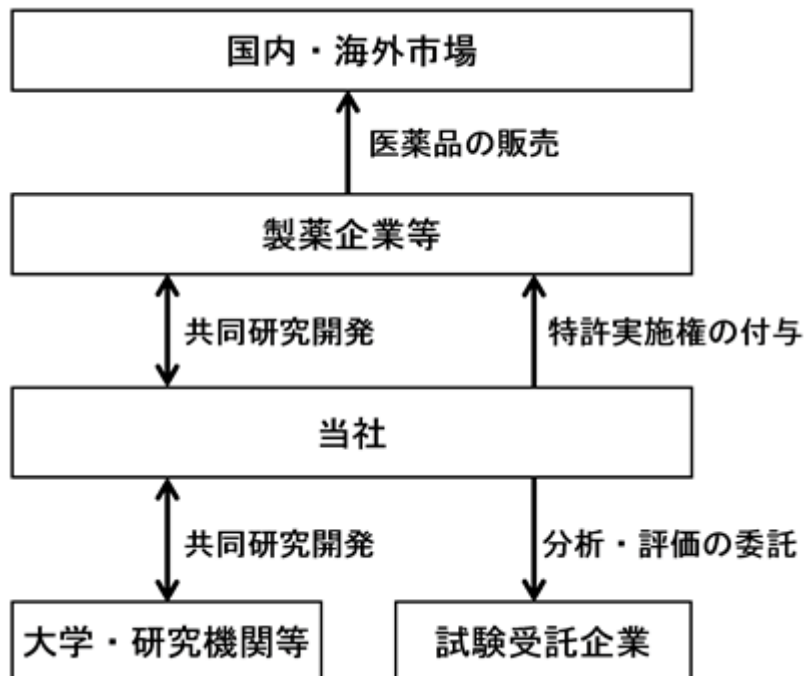 国内・海外市場
医薬品の販売
製薬企業等
共同研究開発
特許実施権の付与
当社
共同研究開発
分析・評価の委託
大学・研究機関等
試験受託企業